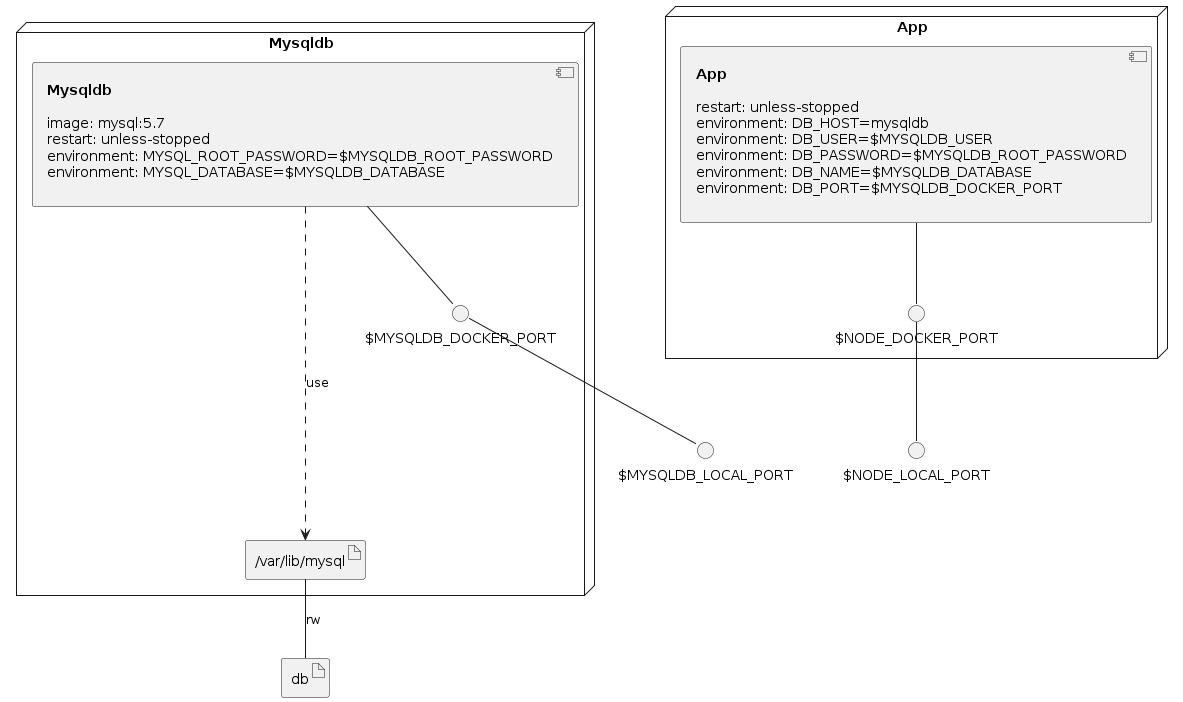 Mysqldb
Mysqldb
image: mysql:5.7
restart: unless-stopped
environment: MYSQL_ROOT_PASSWORD=$MYSQLDB_ROOT_PASSWORD
environment: MYSQL_DATABASE=$MYSQLDB_DATABASE
App
App
restart: unless-stopped
environment: DB_HOST=mysqldb
environment: DB_USER=$MYSQLDB_USER
environment: DB_PASSWORD=$MYSQLDB_ROOT_PASSWORD
environment: DB_NAME=$MYSQLDB_DATABASE
environment: DB_PORT=$MYSQLDB_DOCKER_PORT
$MYSQLDB_DOCKER_PORT
$NODE_DOCKER_PORT
use
$MYSQLDB_LOCAL_PORT
$NODE_LOCAL_PORT
/var/lib/mysql
rw
db